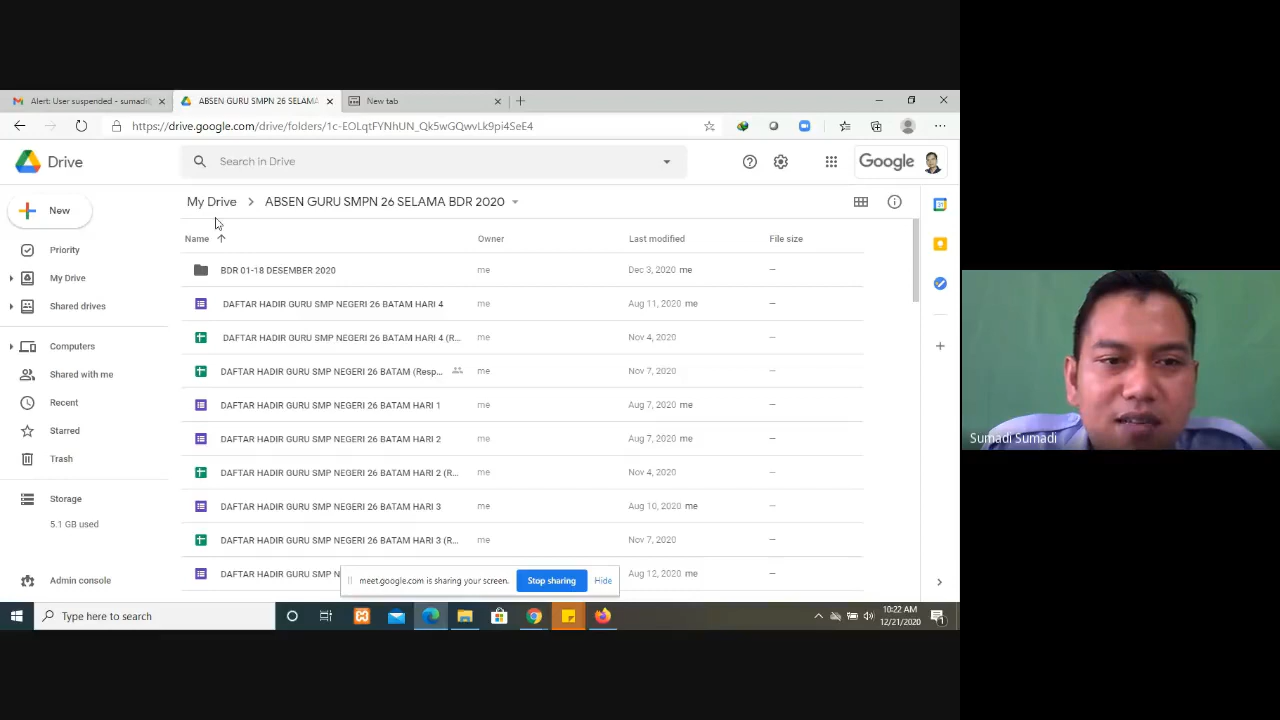 Alert: User suspended - sumadi@
ABSEN GURU SMPN 26 SELAMA
New tab
https://drive.google.com/drive/folders/1c-EOLqtFYNhUN_Qk5wGQwvLk9pi4SeE4
Drive
Search in Drive
Google
New
My Drive > ABSEN GURU SMPN 26 SELAMA BDR 2020
Name Owner Last modified File size
Priority
My Drive
Shared drives
Computers
Shared with me
Recent
Starred
Trash
Storage
5.1 GB used
Admin console
BDR 01-18 DESEMBER 2020 me Dec 3, 2020 me –
DAFTAR HADIR GURU SMP NEGERI 26 BATAM HARI 4 me Aug 11, 2020 me –
DAFTAR HADIR GURU SMP NEGERI 26 BATAM HARI 4 (R... me Nov 4, 2020 –
DAFTAR HADIR GURU SMP NEGERI 26 BATAM (Resp... me Nov 7, 2020 –
DAFTAR HADIR GURU SMP NEGERI 26 BATAM HARI 1 me Aug 7, 2020 me –
DAFTAR HADIR GURU SMP NEGERI 26 BATAM HARI 2 me Aug 7, 2020 me –
DAFTAR HADIR GURU SMP NEGERI 26 BATAM HARI 2 (R... me Nov 4, 2020 –
DAFTAR HADIR GURU SMP NEGERI 26 BATAM HARI 3 me Aug 10, 2020 me –
DAFTAR HADIR GURU SMP NEGERI 26 BATAM HARI 3 (R... me Nov 7, 2020 –
DAFTAR HADIR GURU SMP N me Aug 12, 2020 me –
meet.google.com is sharing your screen. Stop sharing Hide
Type here to search
10:22 AM
12/21/2020
1
Sumadi Sumadi